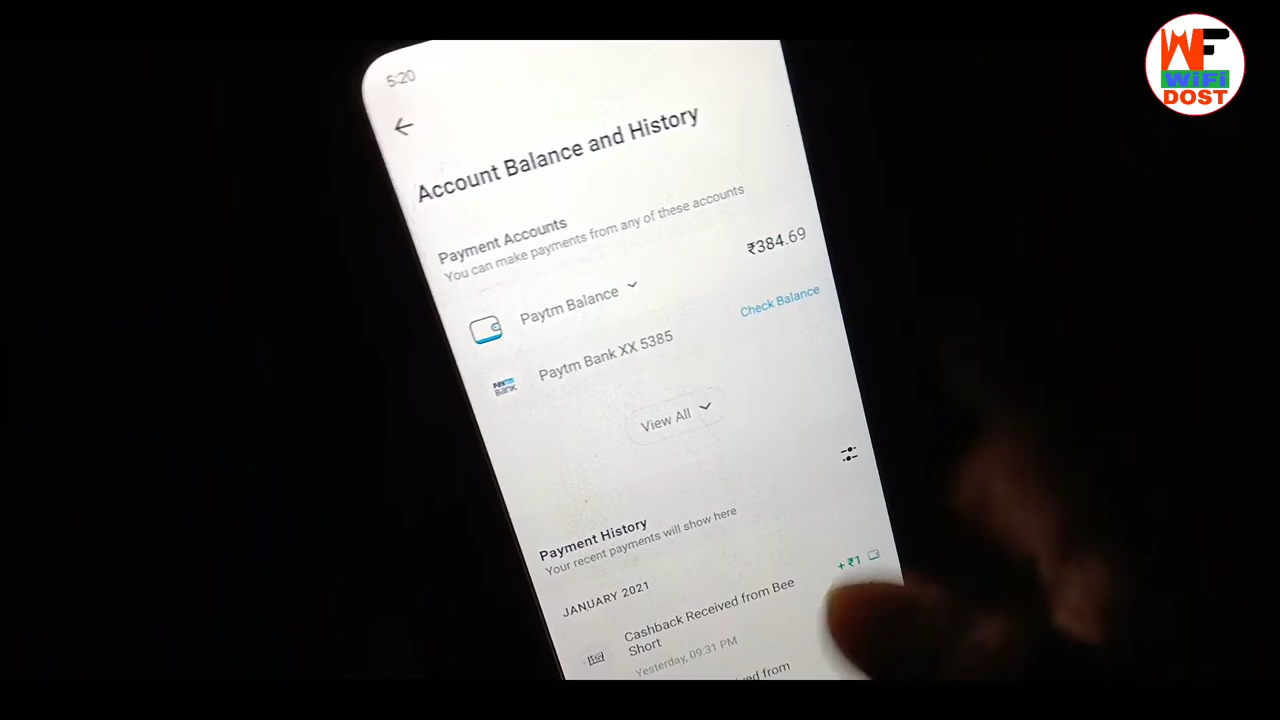 WF
WiFi
DOST
5:20
Account Balance and History
Payment Accounts
You can make payments from any of these accounts
Paytm Balance
₹384.69
Paytm Bank XX 5385
Check Balance
PAYTM BANK
View All
Payment History
Your recent payments will show here
JANUARY 2021
Cashback Received from Bee
Short
+ ₹1
Yesterday, 09:31 PM
from